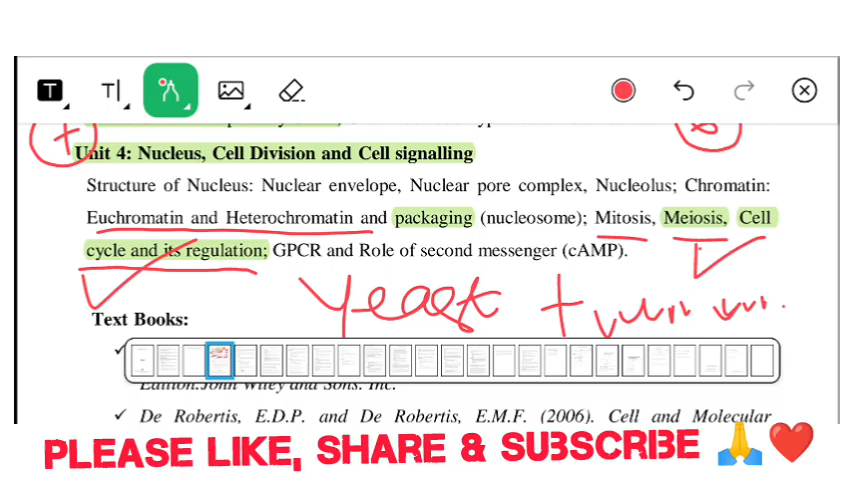 T T|
+
Unit 4: Nucleus, Cell Division and Cell signalling
Structure of Nucleus: Nuclear envelope, Nuclear pore complex, Nucleolus; Chromatin:
Euchromatin and Heterochromatin and packaging (nucleosome); Mitosis, Meiosis, Cell
cycle and its regulation; GPCR and Role of second messenger (cAMP).
Yeast +
Text Books:
Edition. John Wiley and Sons. Inc.
✓ De Robertis, E.D.P. and De Robertis, E.M.F. (2006). Cell and Molecular
PLEASE LIKE, SHARE & SUBSCRIBE 🙏❤️